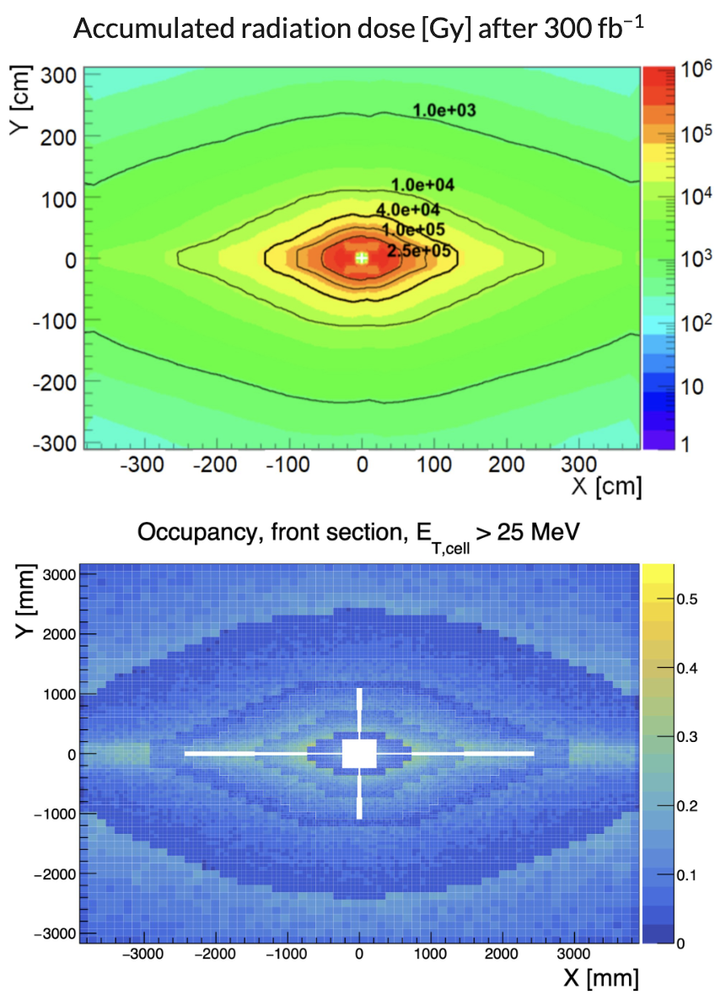 Accumulated radiation dose [Gy] after 300 fb⁻¹
Y [cm]
300
200
100
0
-100
-200
-300
1.0e+03
1.0e+04
4.0e+04
1.0e+05
2.5e+05
10⁶
10⁵
10⁴
10³
10²
10
1
-300 -200 -100 0 100 200 300
X [cm]
Occupancy, front section, E_T,cell > 25 MeV
Y [mm]
3000
2000
1000
0
−1000
−2000
−3000
0.5
0.4
0.3
0.2
0.1
0
−3000 −2000 −1000 0 1000 2000 3000
X [mm]